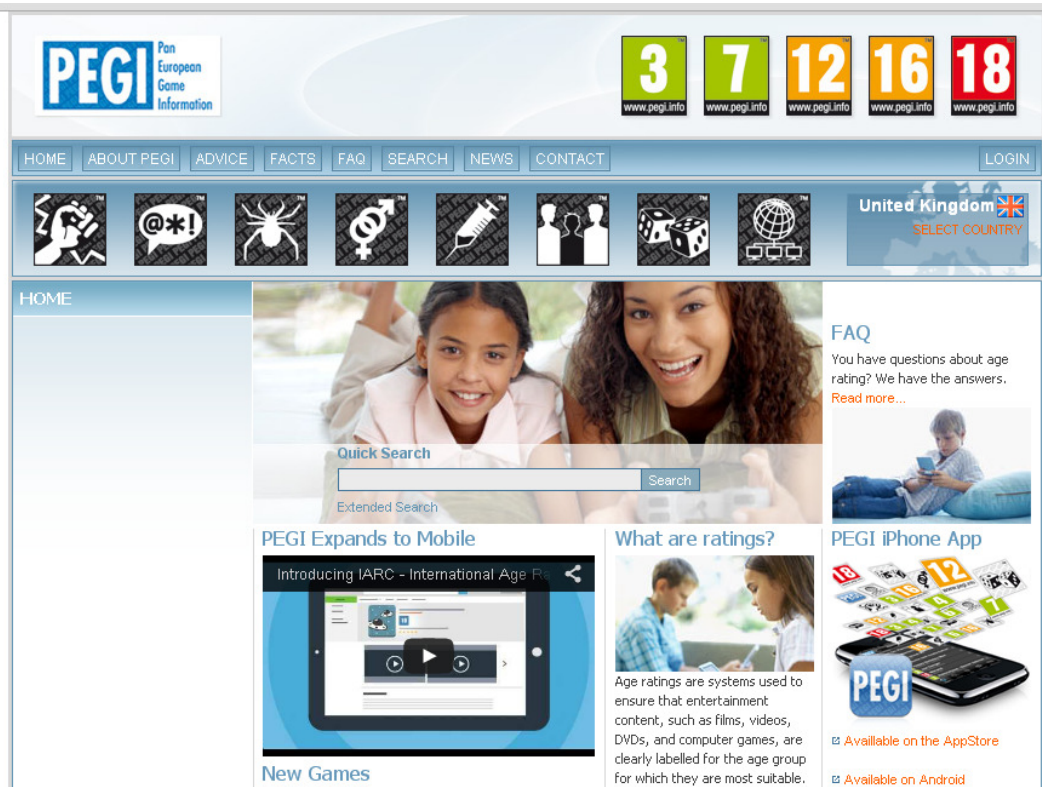 PEGI
Pan
European
Game
Information
3
www.pegi.info
7
www.pegi.info
12
www.pegi.info
16
www.pegi.info
18
www.pegi.info
HOME ABOUT PEGI ADVICE FACTS FAQ SEARCH NEWS CONTACT LOGIN
@*!
United Kingdom
SELECT COUNTRY
HOME
Quick Search
Search
Extended Search
FAQ
You have questions about age
rating? We have the answers.
Read more...
PEGI Expands to Mobile
Introducing IARC - International Age Re
New Games
What are ratings?
Age ratings are systems used to
ensure that entertainment
content, such as films, videos,
DVDs, and computer games, are
clearly labelled for the age group
for which they are most suitable.
PEGI iPhone App
PEGI
Availlable on the AppStore
Available on Android